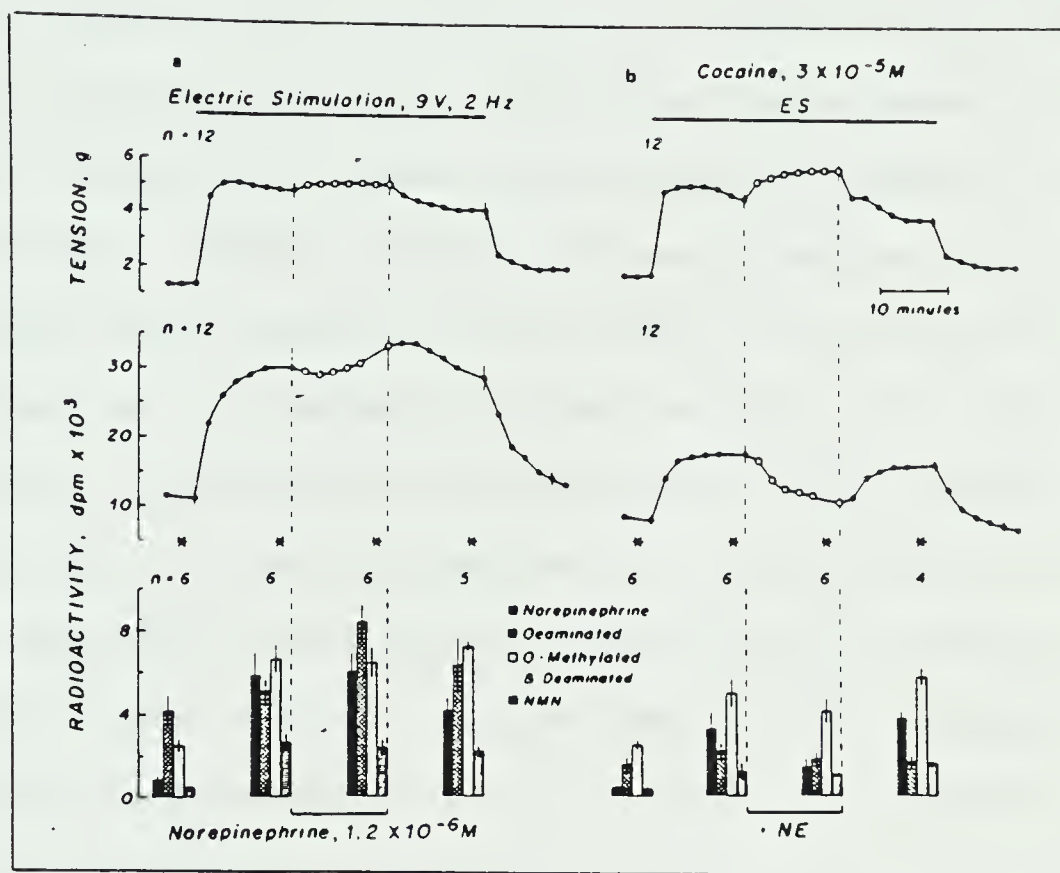 a
Electric Stimulation, 9V, 2 Hz
b
Cocaine, 3 X 10⁻⁵M
ES
n = 12
12
TENSION, g
6
4
2
10 minutes
n = 12
12
RADIOACTIVITY, dpm x 10³
30
20
10
* * * *
* * * *
n = 6 6 6 5
6 6 6 4
8
4
0
Norepinephrine
Deaminated
O-Methylated
& Deaminated
NMN
Norepinephrine, 1.2 X 10⁻⁶M
NE